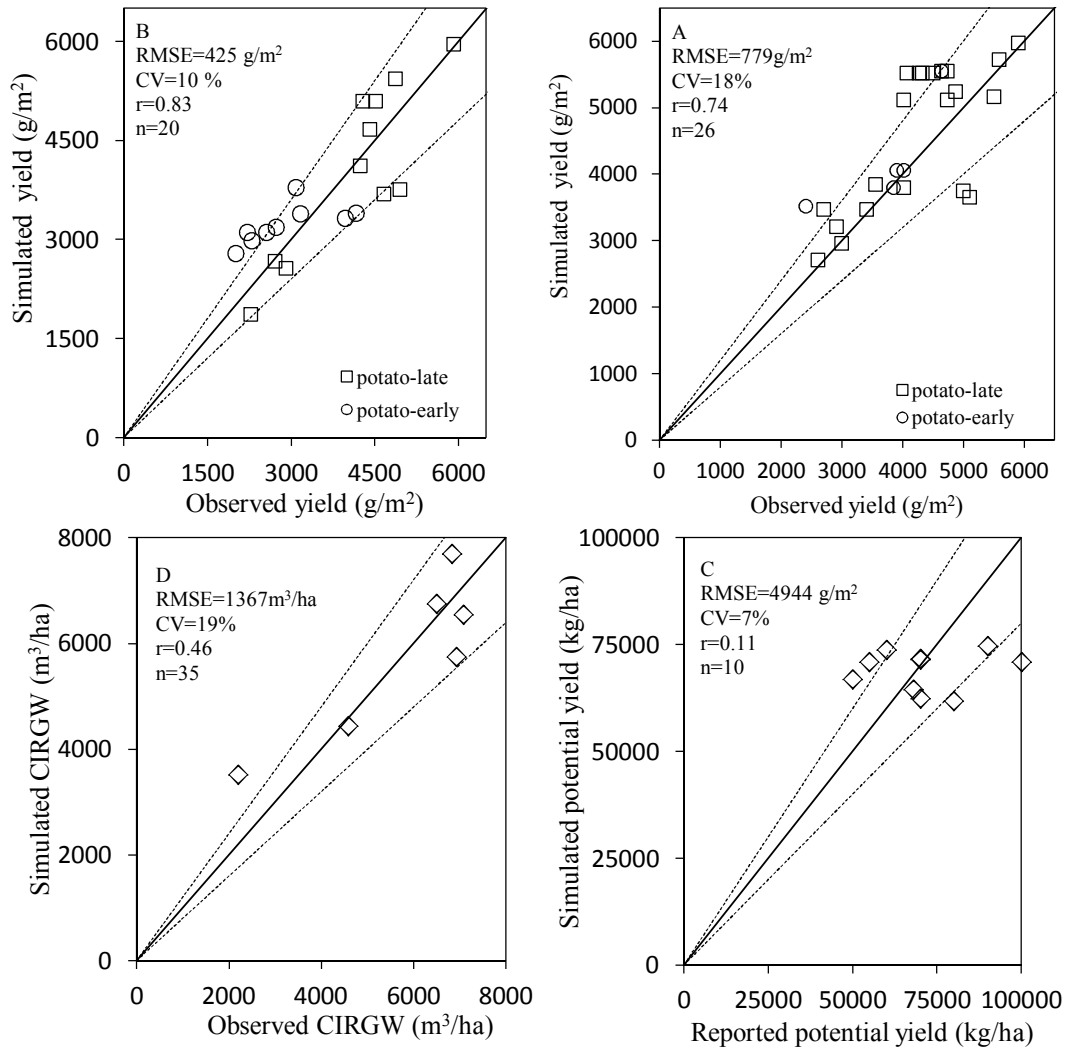 B
RMSE=425 g/m²
CV=10 %
r=0.83
n=20
6000
4500
3000
1500
0
Simulated yield (g/m²)
potato-late
potato-early
0 1500 3000 4500 6000
Observed yield (g/m²)
A
RMSE=779g/m²
CV=18%
r=0.74
n=26
6000
5000
4000
3000
2000
1000
0
Simulated yield (g/m²)
potato-late
potato-early
0 1000 2000 3000 4000 5000 6000
Observed yield (g/m²)
D
RMSE=1367m³/ha
CV=19%
r=0.46
n=35
8000
6000
4000
2000
0
Simulated CIRGW (m³/ha)
0 2000 4000 6000 8000
Observed CIRGW (m³/ha)
C
RMSE=4944 g/m²
CV=7%
r=0.11
n=10
100000
75000
50000
25000
0
Simulated potential yield (kg/ha)
0 25000 50000 75000 100000
Reported potential yield (kg/ha)